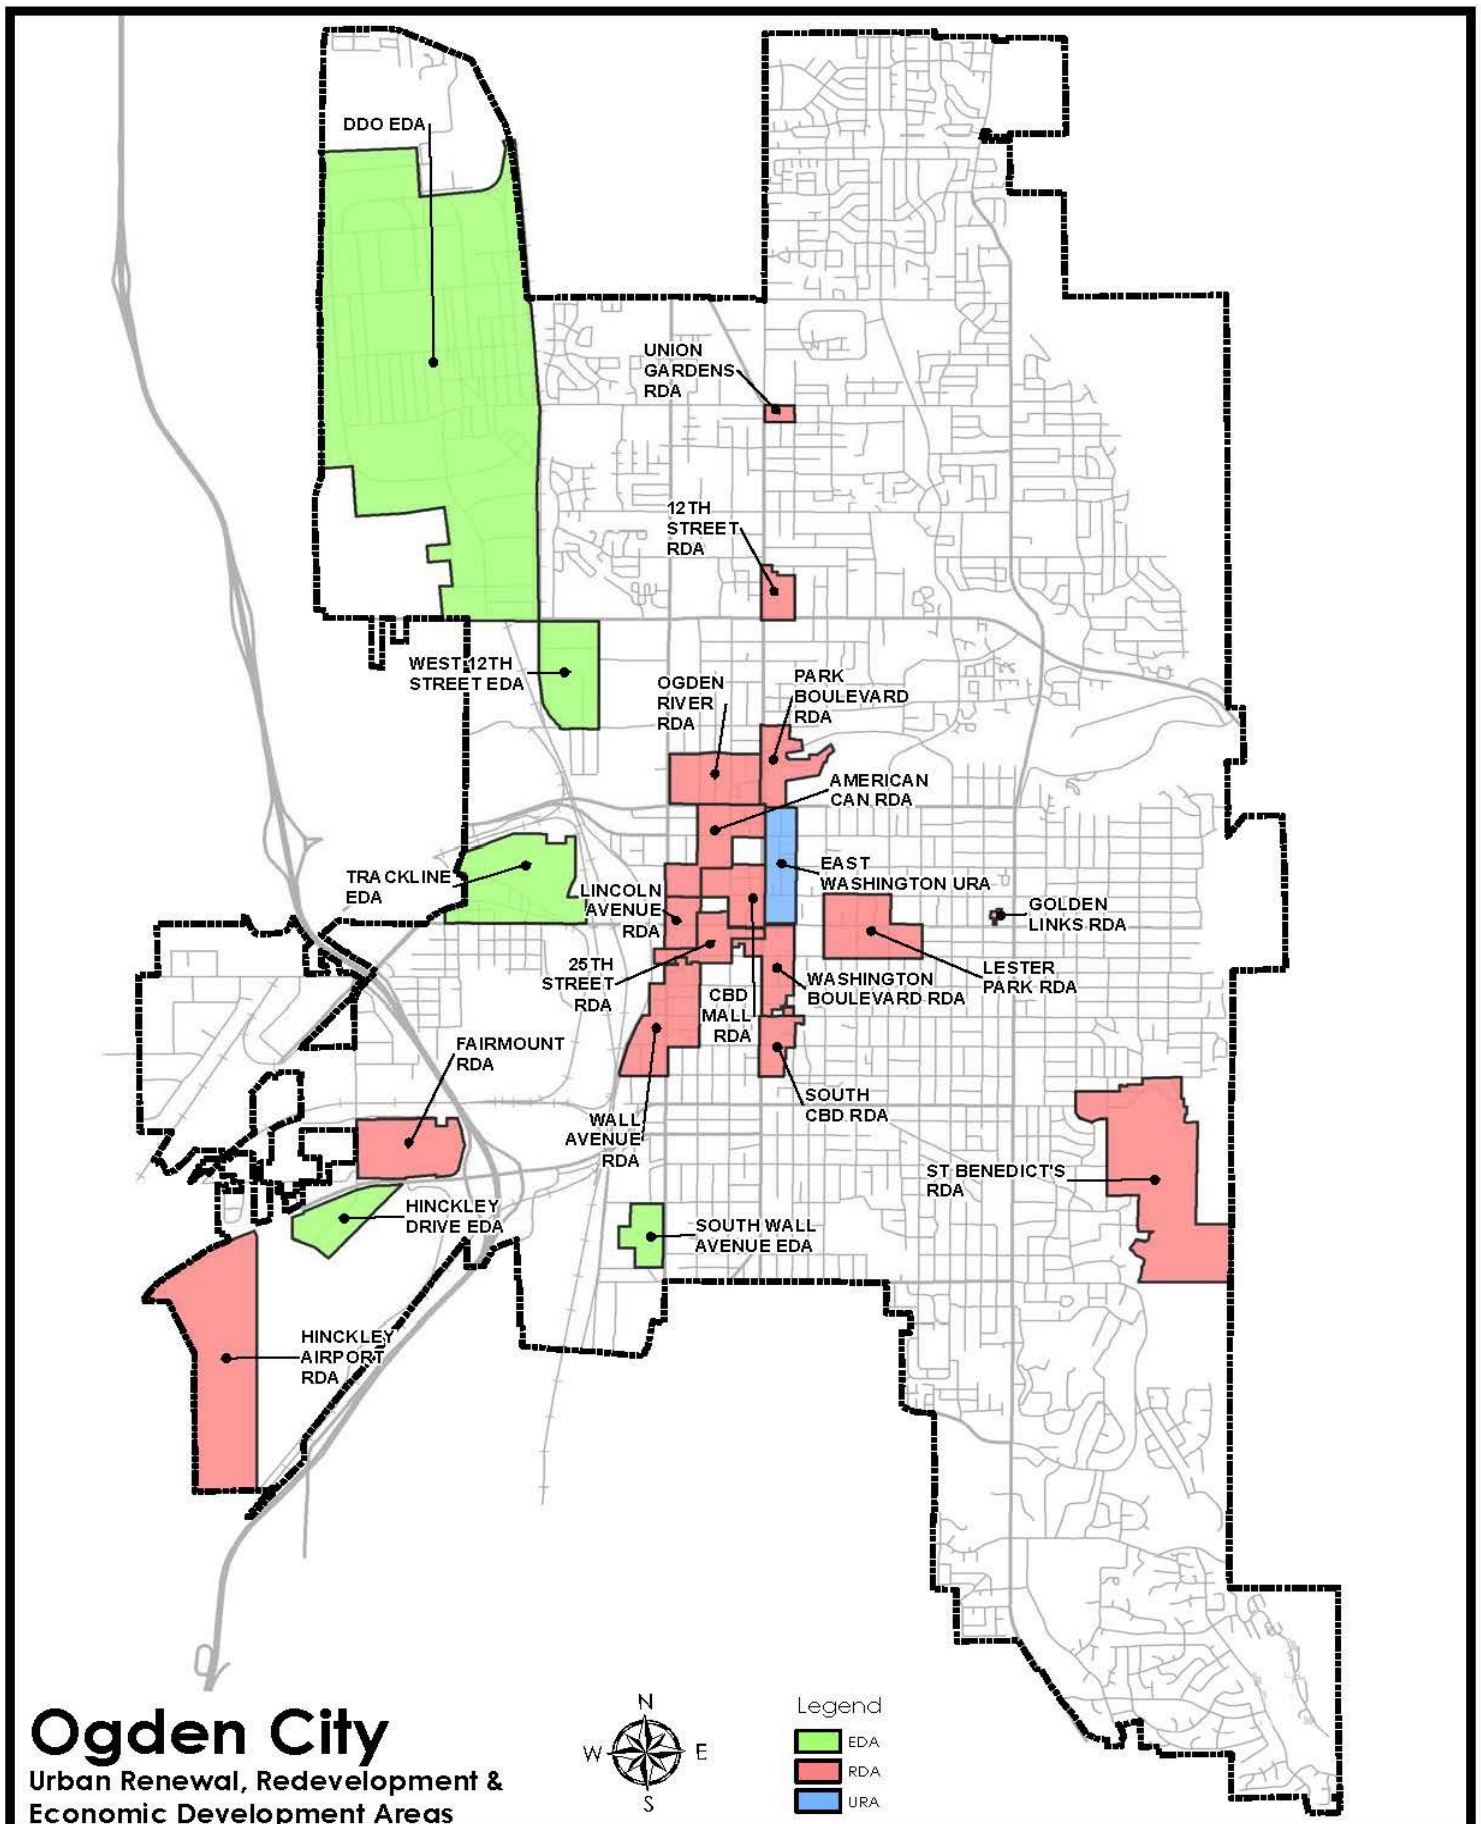 DDO EDA
UNION
GARDENS
RDA
12TH
STREET
RDA
WEST 12TH
STREET EDA
OGDEN
RIVER
RDA
PARK
BOULEVARD
RDA
AMERICAN
CAN RDA
EAST
WASHINGTON URA
TRACKLINE
EDA
LINCOLN
AVENUE
RDA
GOLDEN
LINKS RDA
25TH
STREET
RDA
CBD
MALL
RDA
WASHINGTON
BOULEVARD RDA
LESTER
PARK RDA
FAIRMOUNT
RDA
SOUTH
CBD RDA
WALL
AVENUE
RDA
ST BENEDICT'S
RDA
HINCKLEY
DRIVE EDA
SOUTH WALL
AVENUE EDA
HINCKLEY
AIRPORT
RDA
Ogden City
Urban Renewal, Redevelopment &
Economic Development Areas
N
W
E
S
Legend
EDA
RDA
URA